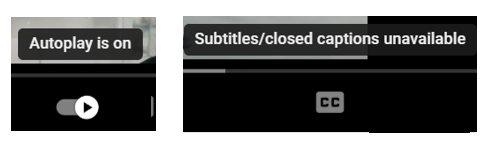 Autoplay is on
Subtitles/closed captions unavailable
CC